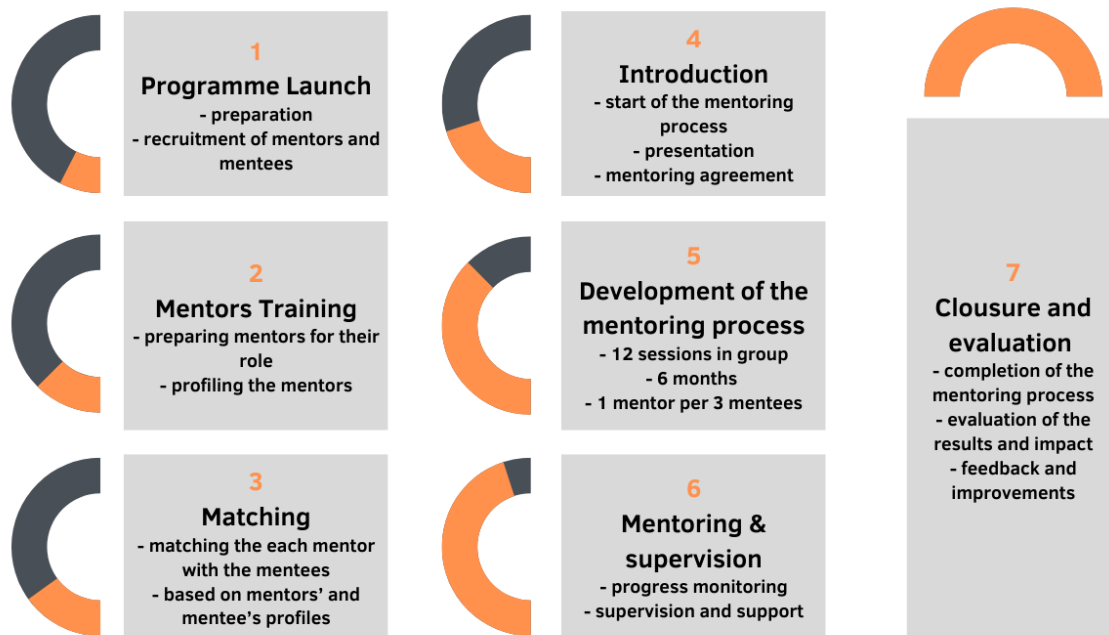 1
Programme Launch
- preparation
- recruitment of mentors and
mentees
2
Mentors Training
- preparing mentors for their
role
- profiling the mentors
3
Matching
- matching the each mentor
with the mentees
- based on mentors’ and
mentee’s profiles
4
Introduction
- start of the mentoring
process
- presentation
- mentoring agreement
5
Development of the
mentoring process
- 12 sessions in group
- 6 months
- 1 mentor per 3 mentees
6
Mentoring &
supervision
- progress monitoring
- supervision and support
7
Clousure and
evaluation
- completion of the
mentoring process
- evaluation of the
results and impact
- feedback and
improvements